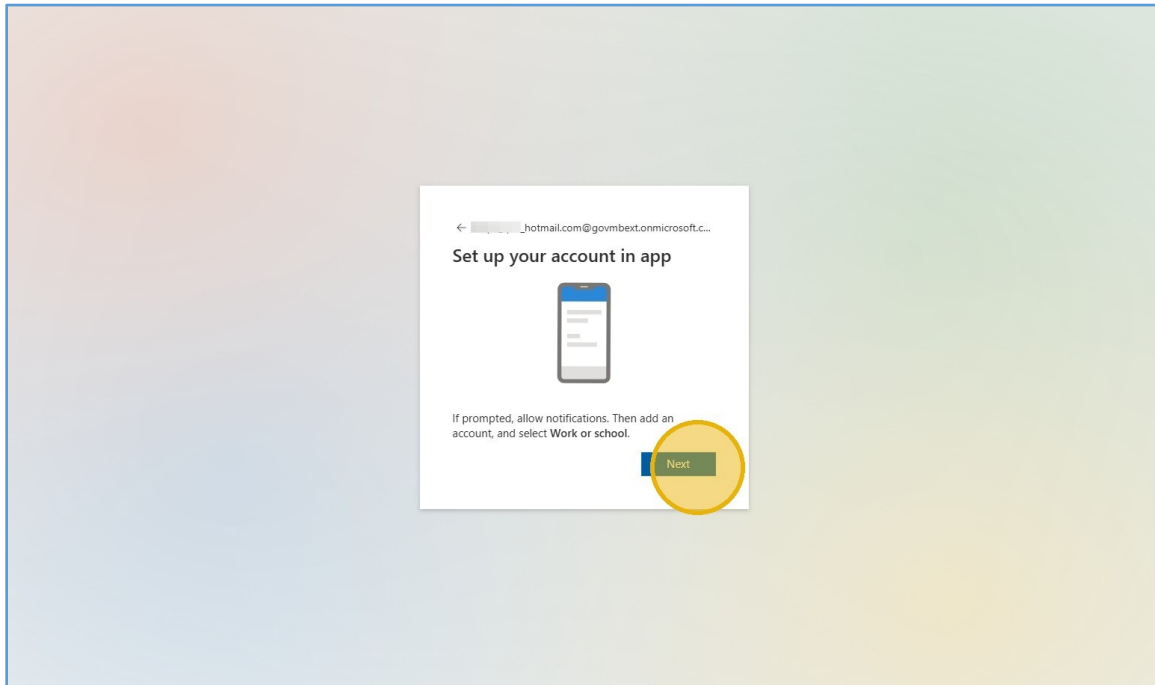 _hotmail.com@govmbext.onmicrosoft.c...
Set up your account in app
If prompted, allow notifications. Then add an
account, and select Work or school.
Next